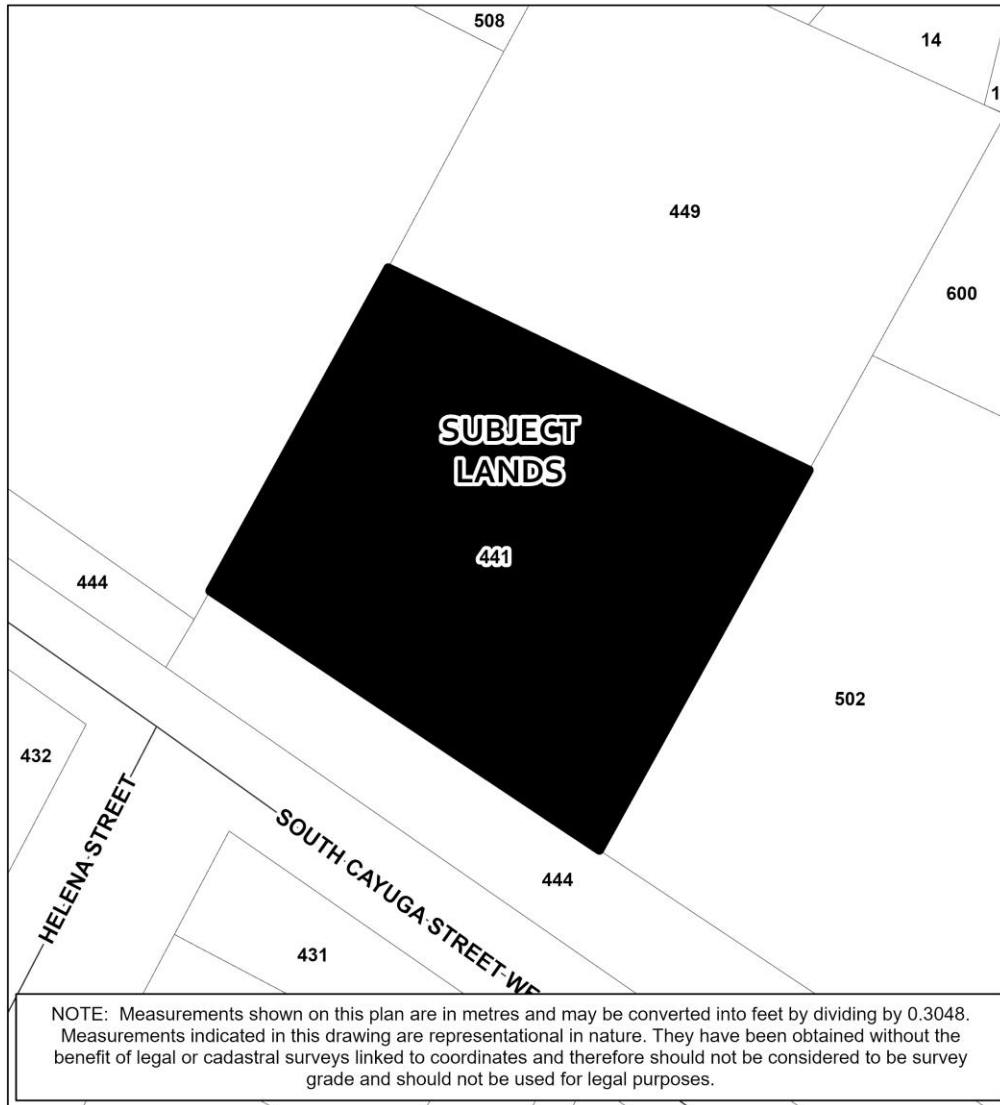 508
14
1
449
600
SUBJECT
LANDS
441
444
502
432
HELENA STREET
SOUTH CAYUGA STREET WE
444
431
NOTE: Measurements shown on this plan are in metres and may be converted into feet by dividing by 0.3048.
Measurements indicated in this drawing are representational in nature. They have been obtained without the
benefit of legal or cadastral surveys linked to coordinates and therefore should not be considered to be survey
grade and should not be used for legal purposes.